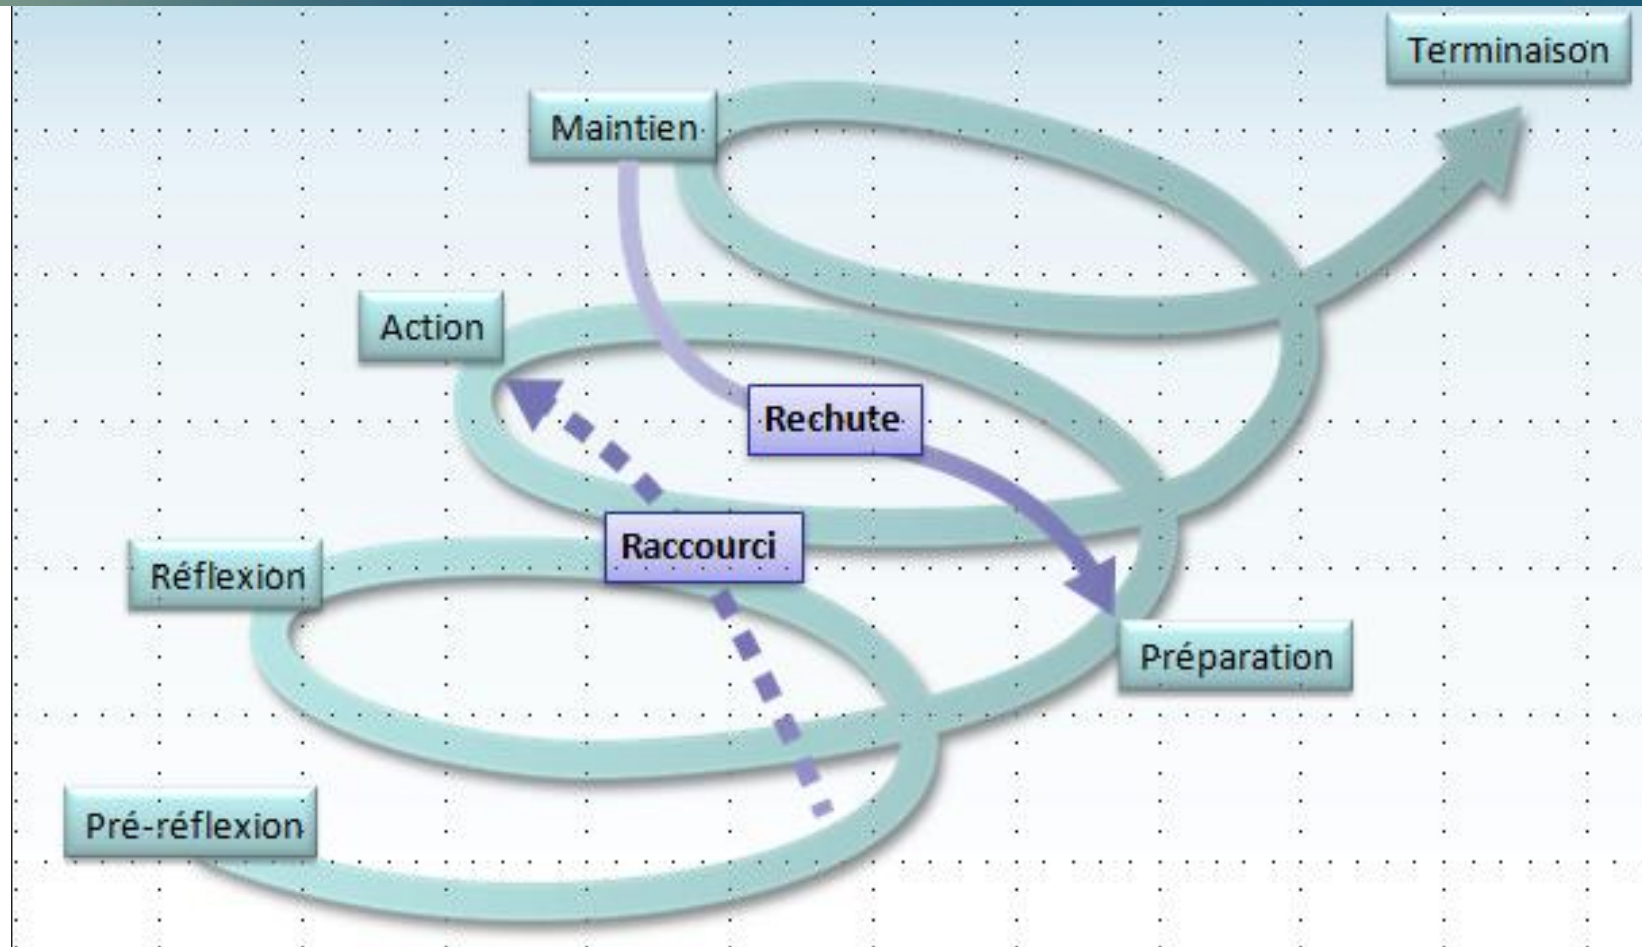 Terminaison
Maintien
Action
Rechute
Raccourci
Réflexion
Préparation
Pré-réflexion